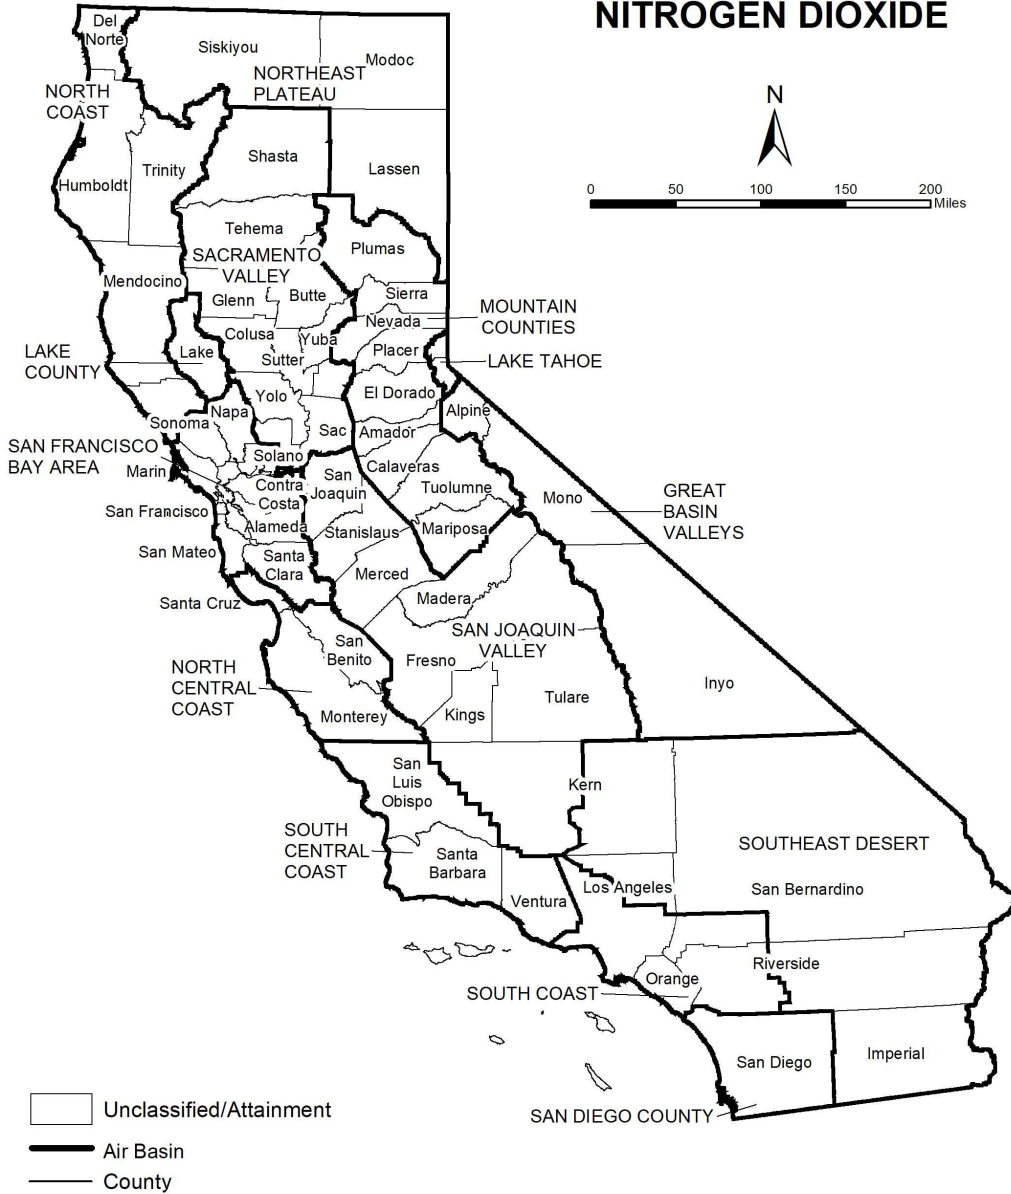 NITROGEN DIOXIDE
N
0 50 100 150 200
Miles
Del
Norte
Siskiyou
Modoc
NORTHEAST
PLATEAU
NORTH
COAST
Humboldt
Trinity
Shasta
Lassen
Tehema
Plumas
SACRAMENTO
VALLEY
Mendocino
Glenn
Butte
Sierra
MOUNTAIN
COUNTIES
Nevada
Colusa
Yuba
Sutter
Placer
LAKE TAHOE
LAKE
COUNTY
Lake
Yolo
El Dorado
Alpine
Napa
Sonoma
Sac
Amador
SAN FRANCISCO
BAY AREA
Marin
Solano
Calaveras
Contra
Costa
San
Joaquin
Tuolumne
Mono
GREAT
BASIN
VALLEYS
San Francisco
Alameda
Stanislaus
Mariposa
San Mateo
Santa
Clara
Merced
Santa Cruz
Madera
SAN JOAQUIN
VALLEY
San
Benito
Fresno
NORTH
CENTRAL
COAST
Monterey
Kings
Tulare
Inyo
San
Luis
Obispo
Kern
SOUTH
CENTRAL
COAST
Santa
Barbara
Ventura
Los Angeles
SOUTHEAST DESERT
San Bernardino
Riverside
Orange
SOUTH COAST
San Diego
Imperial
SAN DIEGO COUNTY
Unclassified/Attainment
Air Basin
County